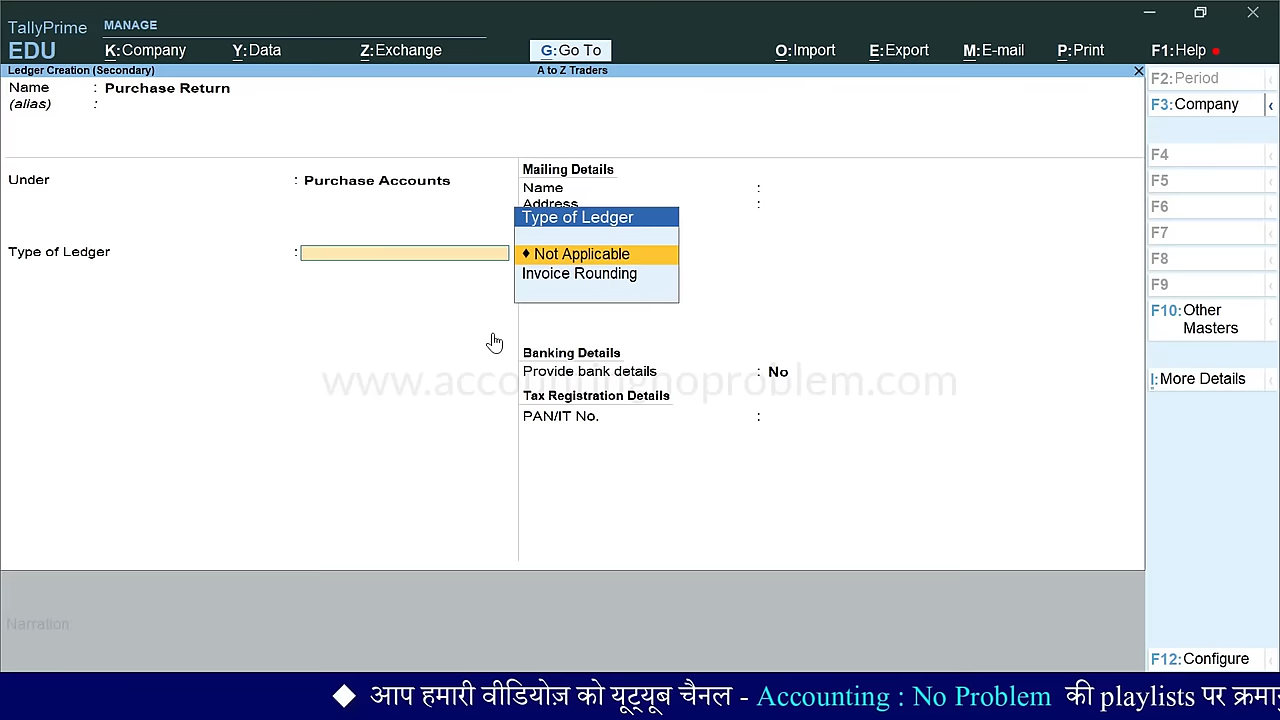 TallyPrime
EDU
MANAGE
K:Company
Y:Data
Z:Exchange
G:Go To
O:Import
E:Export
M:E-mail
P:Print
F1:Help
Ledger Creation (Secondary)
A to Z Traders
Name : Purchase Return
(alias) :
Under : Purchase Accounts
Type of Ledger :
Mailing Details
Name :
Address :
Type of Ledger
♦ Not Applicable
Invoice Rounding
Banking Details
Provide bank details : No
Tax Registration Details
PAN/IT No. :
www.accountingnoproblem.com
Narration:
F2:Period
F3:Company
F4
F5
F6
F7
F8
F9
F10:Other
Masters
I:More Details
F12:Configure
◆ आप हमारी वीडियोज़ को यूट्यूब चैनल - Accounting : No Problem की playlists पर